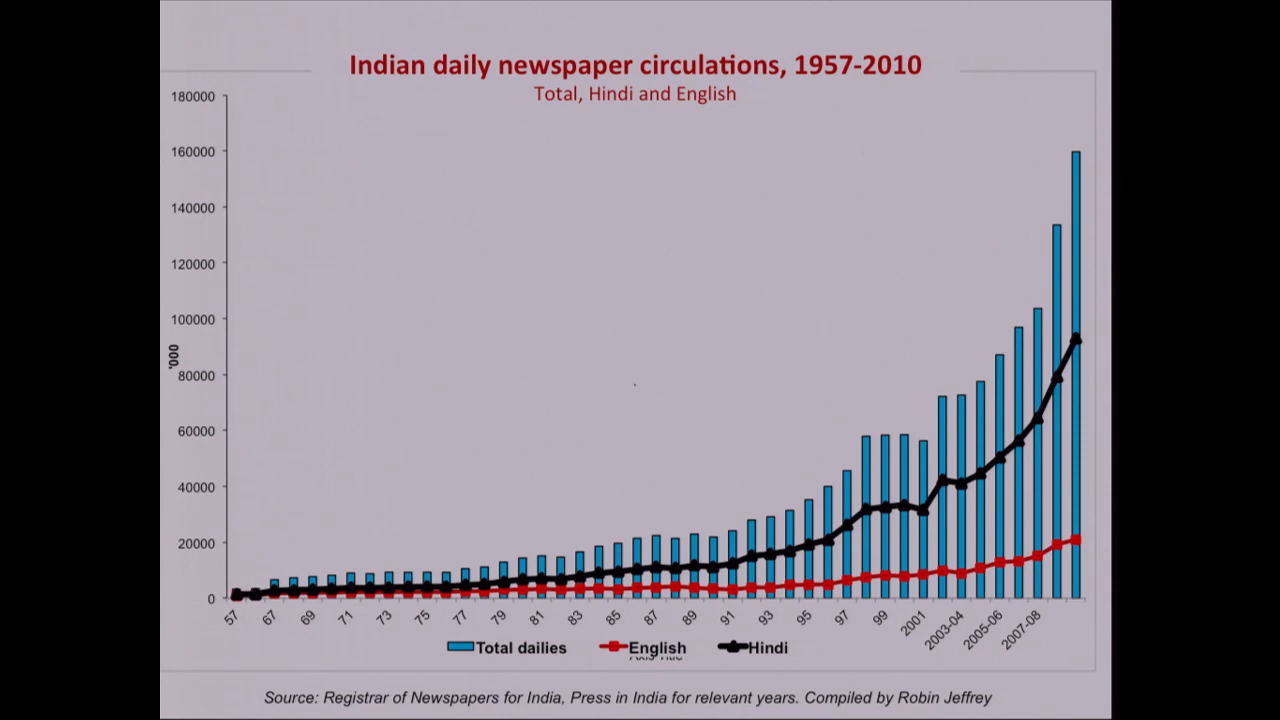 Indian daily newspaper circulations, 1957-2010
Total, Hindi and English
180000
160000
140000
120000
100000
80000
60000
40000
20000
0
'000
57 67 69 71 73 75 77 79 81 83 85 87 89 91 93 95 97 99 2001 2003-04 2005-06 2007-08
Total dailies English Hindi
Axis Title
Source: Registrar of Newspapers for India, Press in India for relevant years. Compiled by Robin Jeffrey